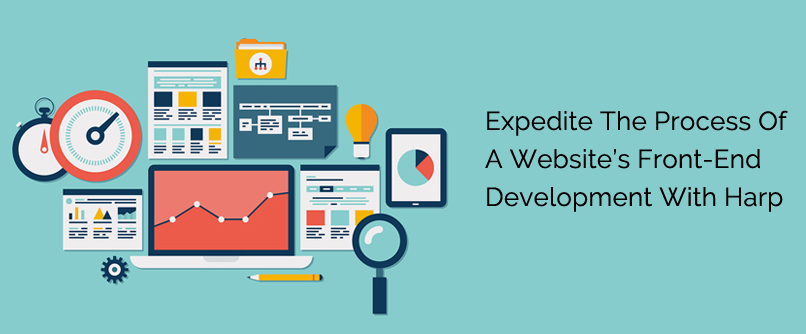 Expedite The Process Of
A Website's Front-End
Development With Harp